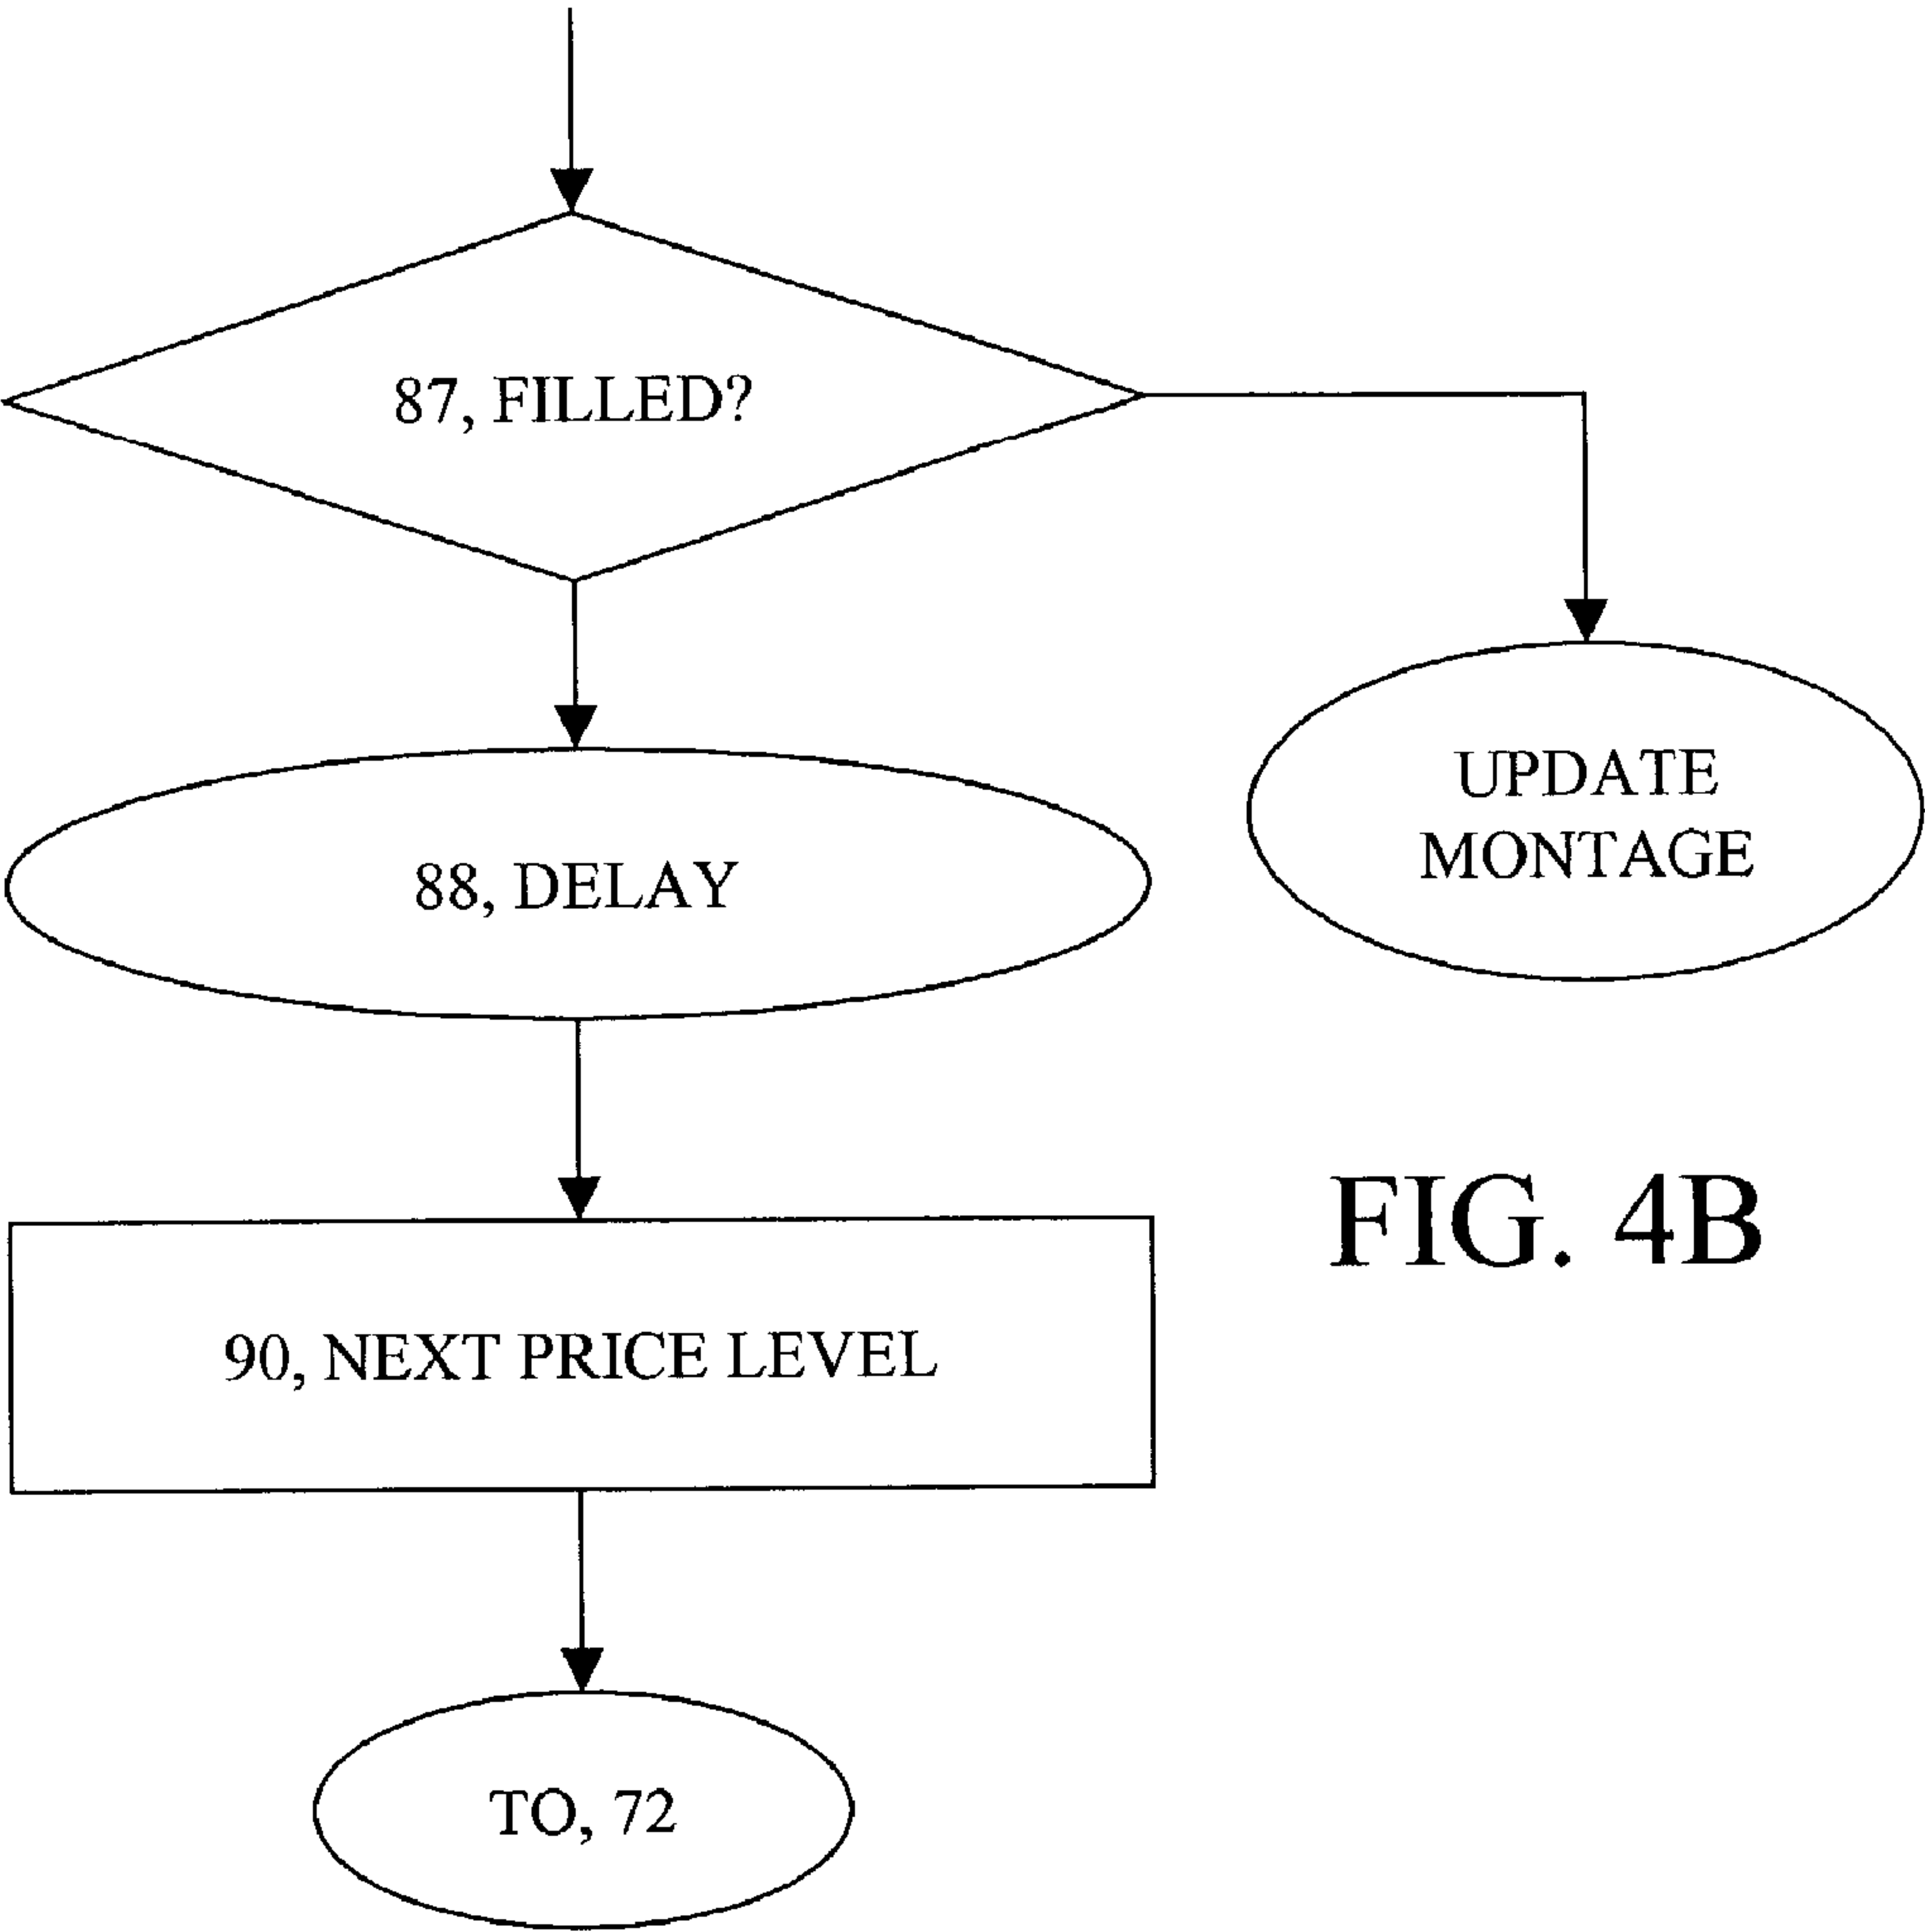 87, FILLED?
UPDATE
MONTAGE
88, DELAY
FIG. 4B
90, NEXT PRICE LEVEL
TO, 72